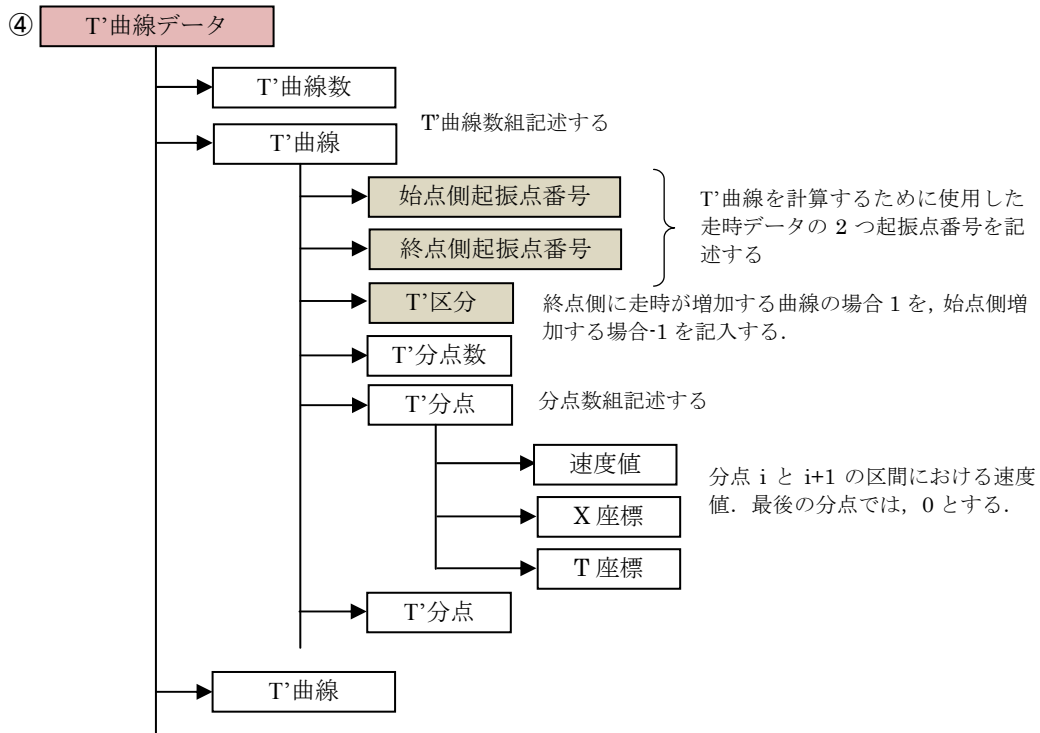 ④ T’曲線データ
T’曲線数
T’曲線数組記述する
T’曲線
始点側起振点番号
終点側起振点番号
T’曲線を計算するために使用した
走時データの 2 つ起振点番号を記
述する
T’区分
終点側に走時が増加する曲線の場合 1 を, 始点側増
加する場合-1 を記入する.
T’分点数
T’分点
分点数組記述する
速度値
分点 i と i+1 の区間における速度
値. 最後の分点では, 0 とする.
X 座標
T 座標
T’分点
T’曲線